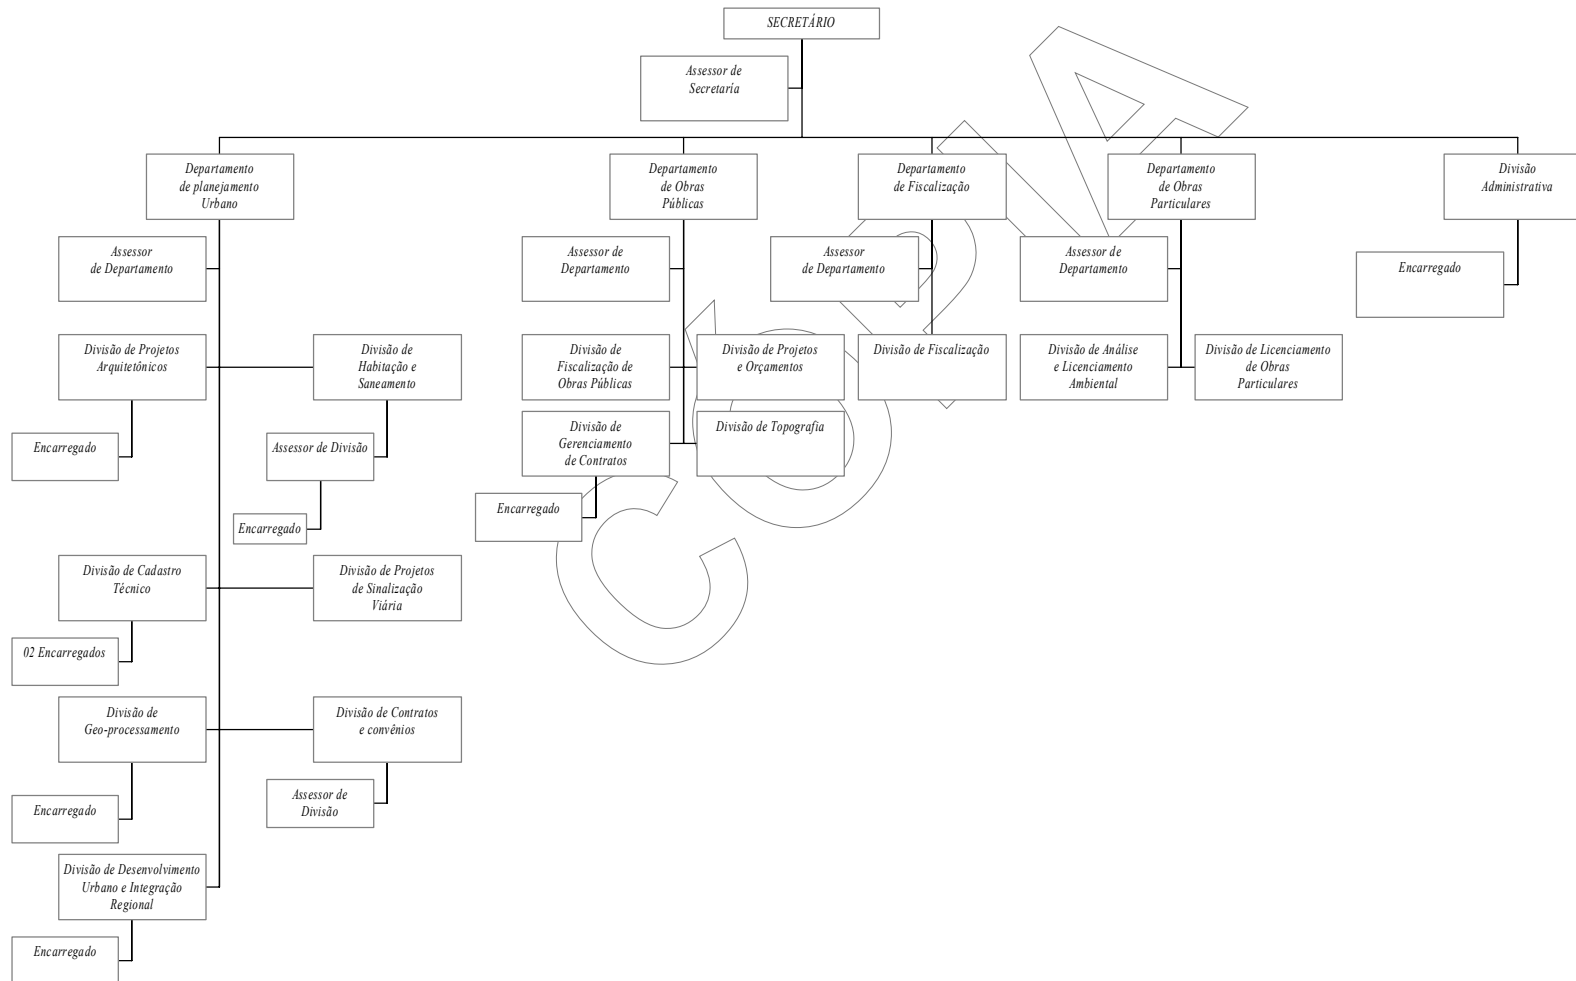 SECRETÁRIO
Assessor de
Secretaria
Departamento
de planejamento
Urbano
Departamento
de Obras
Públicas
Departamento
de Fiscalização
Departamento
de Obras
Particulares
Divisão
Administrativa
Assessor
de Departamento
Assessor de
Departamento
Assessor
de Departamento
Assessor de
Departamento
Encarregado
Divisão de Projetos
Arquitetônicos
Divisão de
Habitação e
Saneamento
Divisão de
Fiscalização de
Obras Públicas
Divisão de Projetos
e Orçamentos
Divisão de Fiscalização
Divisão de Análise
e Licenciamento
Ambiental
Divisão de Licenciamento
de Obras
Particulares
Encarregado
Assessor de Divisão
Divisão de
Gerenciamento
de Contratos
Divisão de Topografia
Encarregado
Encarregado
Divisão de Cadastro
Técnico
Divisão de Projetos
de Sinalização
Viária
02 Encarregados
Divisão de
Geo-processamento
Divisão de Contratos
e convênios
Encarregado
Assessor de
Divisão
Divisão de Desenvolvimento
Urbano e Integração
Regional
Encarregado
CÓPIA